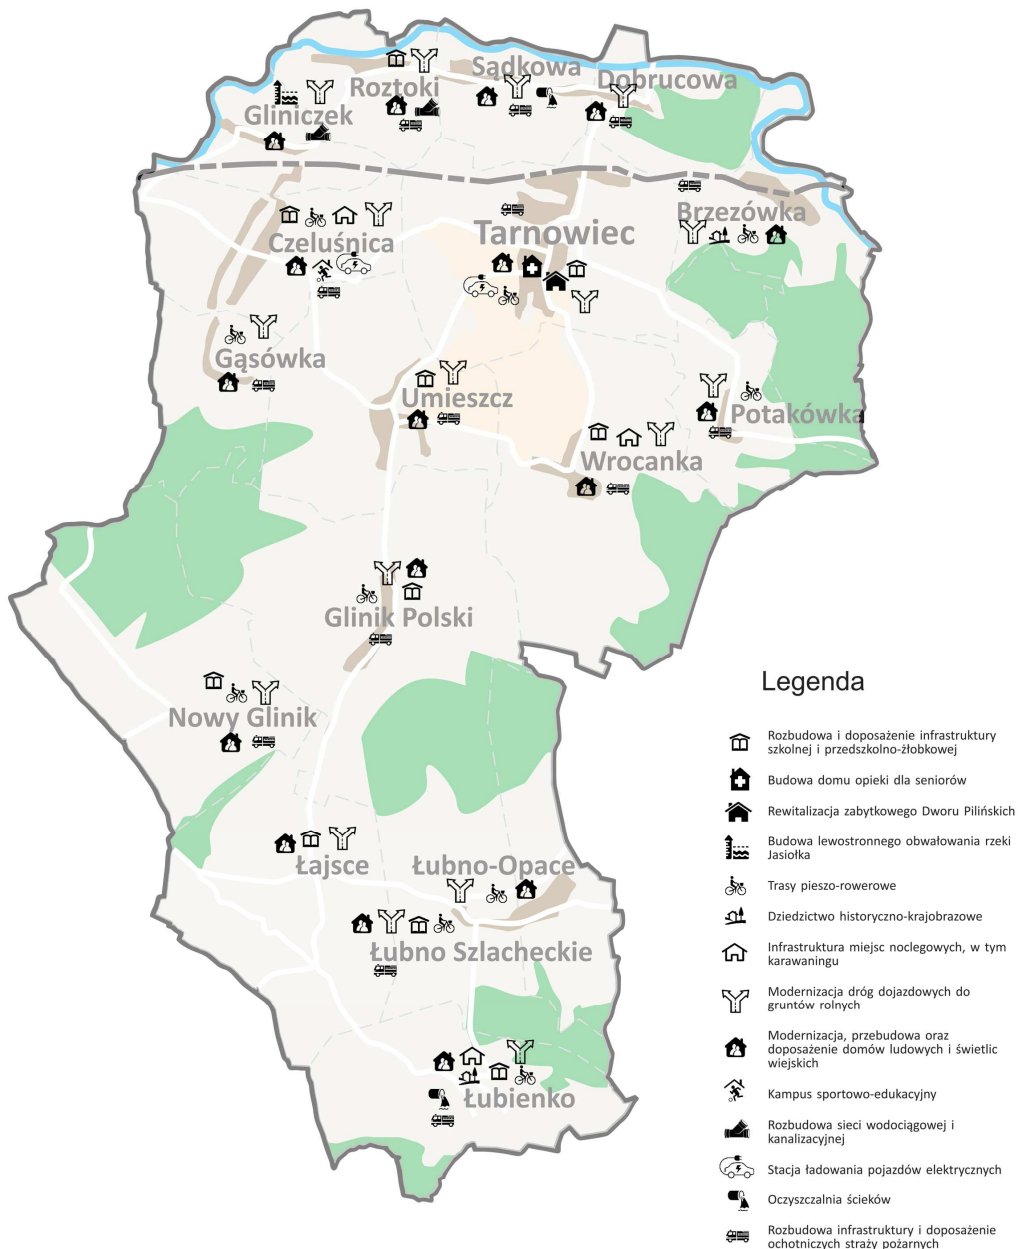 Sądkowa
Dobrucowa
Roztoki
Gliniczek
Brzezówka
Tarnowiec
Czeluśnica
Gąsówka
Umieszcz
Potakówka
Wrocanka
Glinik Polski
Nowy Glinik
Łajsce
Łubno-Opace
Łubno Szlacheckie
Łubienko
Legenda
Rozbudowa i doposażenie infrastruktury
szkolnej i przedszkolno-żłobkowej
Budowa domu opieki dla seniorów
Rewitalizacja zabytkowego Dworu Pilińskich
Budowa lewostronnego obwałowania rzeki
Jasiołka
Trasy pieszo-rowerowe
Dziedzictwo historyczno-krajobrazowe
Infrastruktura miejsc noclegowych, w tym
karawaningu
Modernizacja dróg dojazdowych do
gruntów rolnych
Modernizacja, przebudowa oraz
doposażenie domów ludowych i świetlic
wiejskich
Kampus sportowo-edukacyjny
Rozbudowa sieci wodociągowej i
kanalizacyjnej
Stacja ładowania pojazdów elektrycznych
Oczyszczalnia ścieków
Rozbudowa infrastruktury i doposażenie
ochotniczych straży pożarnych